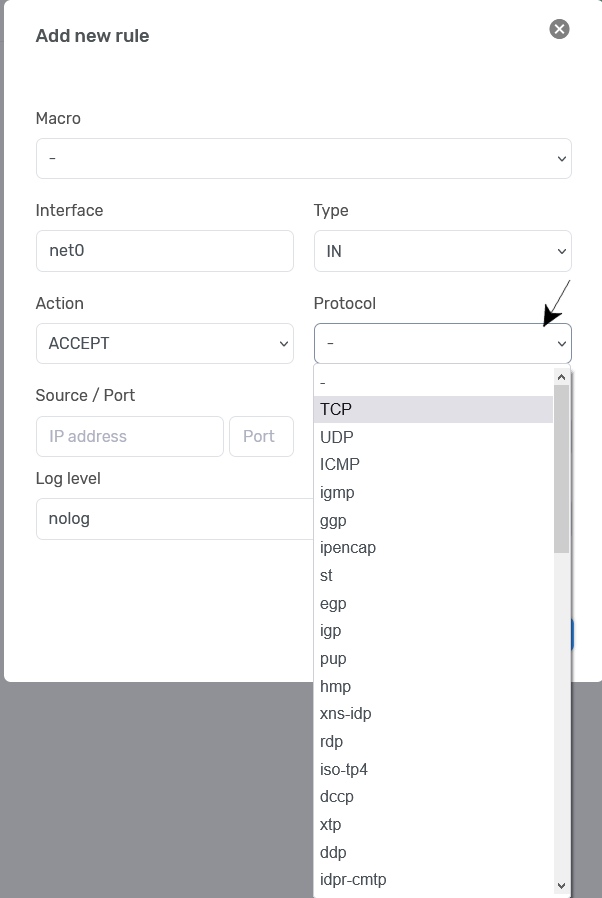 Add new rule
Macro
-
Interface
Type
net0
IN
Action
Protocol
ACCEPT
-
Source / Port
IP address
Port
Log level
nolog
-
TCP
UDP
ICMP
igmp
ggp
ipencap
st
egp
igp
pup
hmp
xns-idp
rdp
iso-tp4
dccp
xtp
ddp
idpr-cmtp